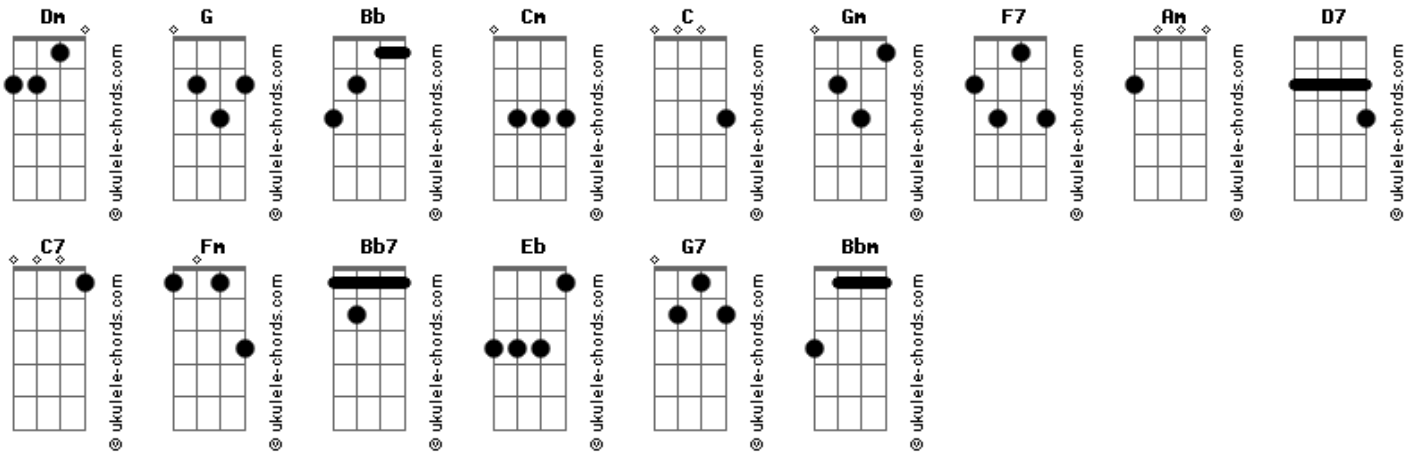 Dm G Bb Cm C Gm F7 Am D7
© ukulele-chords.com © ukulele-chords.com © ukulele-chords.com © ukulele-chords.com © ukulele-chords.com © ukulele-chords.com © ukulele-chords.com © ukulele-chords.com © ukulele-chords.com
C7 Fm Bb7 Eb G7 Bbm
© ukulele-chords.com © ukulele-chords.com © ukulele-chords.com © ukulele-chords.com © ukulele-chords.com © ukulele-chords.com